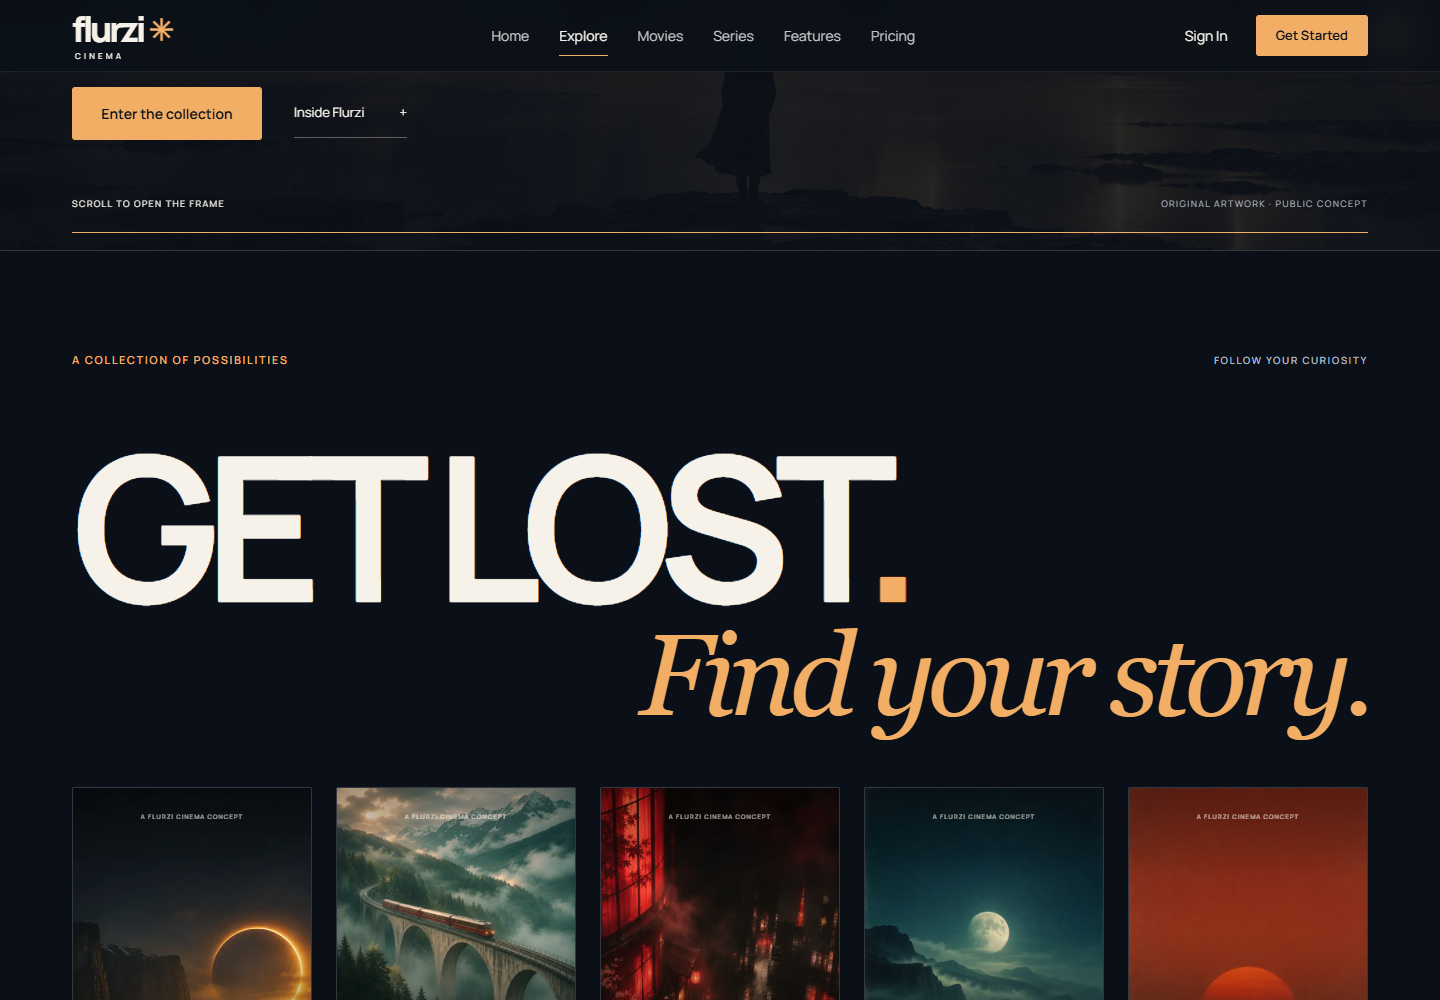 flurzi
CINEMA
Home
Explore
Movies
Series
Features
Pricing
Sign In
Get Started
Enter the collection
Inside Flurzi +
SCROLL TO OPEN THE FRAME
ORIGINAL ARTWORK · PUBLIC CONCEPT
A COLLECTION OF POSSIBILITIES
FOLLOW YOUR CURIOSITY
GET LOST.
Find your story.
A FLURZI CINEMA CONCEPT
A FLURZI CINEMA CONCEPT
A FLURZI CINEMA CONCEPT
A FLURZI CINEMA CONCEPT
A FLURZI CINEMA CONCEPT